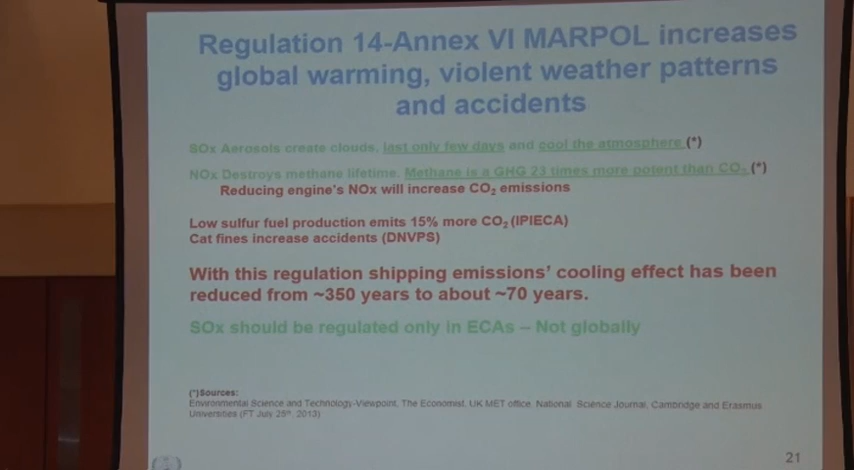 Regulation 14-Annex VI MARPOL increases
global warming, violent weather patterns
and accidents
SOx Aerosols create clouds, last only few days and cool the atmosphere (*)
NOx Destroys methane lifetime. Methane is a GHG 23 times more potent than CO₂ (*)
Reducing engine's NOx will increase CO₂ emissions
Low sulfur fuel production emits 15% more CO₂ (IPIECA)
Cat fines increase accidents (DNVPS)
With this regulation shipping emissions' cooling effect has been
reduced from ~350 years to about ~70 years.
SOx should be regulated only in ECAs – Not globally
(*)Sources:
Environmental Science and Technology-Viewpoint, The Economist, UK MET office, National Science Journal, Cambridge and Erasmus
Universities (FT July 25th, 2013)
21